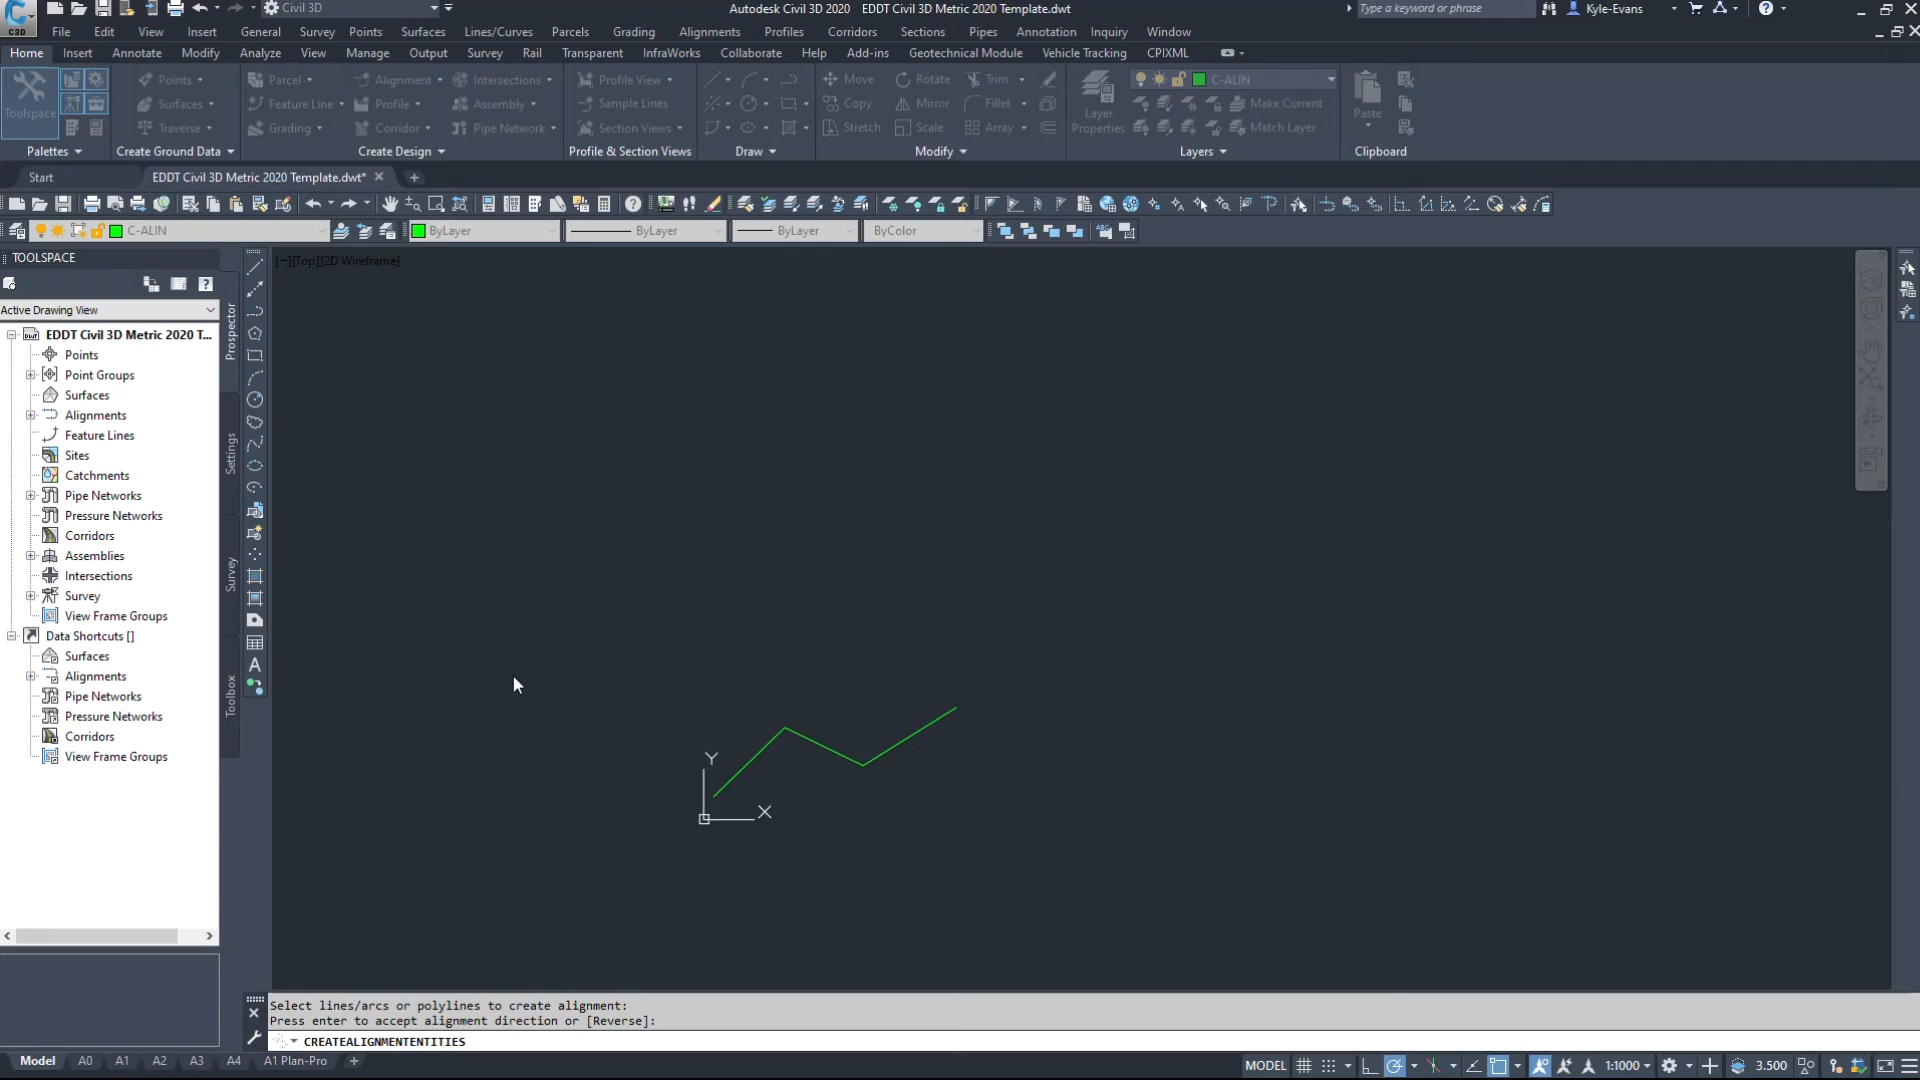 Civil 3D
Autodesk Civil 3D 2020 EDDT Civil 3D Metric 2020 Template.dwt
Type a keyword or phrase
Kyle-Evans
C3D
File Edit View Insert General Survey Points Surfaces Lines/Curves Parcels Grading Alignments Profiles Corridors Sections Pipes Annotation Inquiry Window
Home Insert Annotate Modify Analyze View Manage Output Survey Rail Transparent InfraWorks Collaborate Help Add-ins Geotechnical Module Vehicle Tracking CPIXML
Points Parcel Alignment Intersections Profile View Move Rotate Trim C-ALIN
Toolspace Surfaces Feature Line Profile Assembly Sample Lines Copy Mirror Fillet Layer Properties Make Current Paste
Traverse Grading Corridor Pipe Network Section Views Stretch Scale Array Match Layer
Palettes Create Ground Data Create Design Profile & Section Views Draw Modify Layers Clipboard
Start EDDT Civil 3D Metric 2020 Template.dwt*
C-ALIN ByLayer ByLayer ByLayer ByColor
TOOLSPACE
[−][Top][2D Wireframe]
Active Drawing View
Prospector
Settings
Survey
Toolbox
EDDT Civil 3D Metric 2020 T...
Points
Point Groups
Surfaces
Alignments
Feature Lines
Sites
Catchments
Pipe Networks
Pressure Networks
Corridors
Assemblies
Intersections
Survey
View Frame Groups
Data Shortcuts []
Surfaces
Alignments
Pipe Networks
Pressure Networks
Corridors
View Frame Groups
Y
X
Select lines/arcs or polylines to create alignment:
Press enter to accept alignment direction or [Reverse]:
CREATEALIGNMENTENTITIES
Model A0 A1 A2 A3 A4 A1 Plan-Pro
MODEL 1:1000 3.500